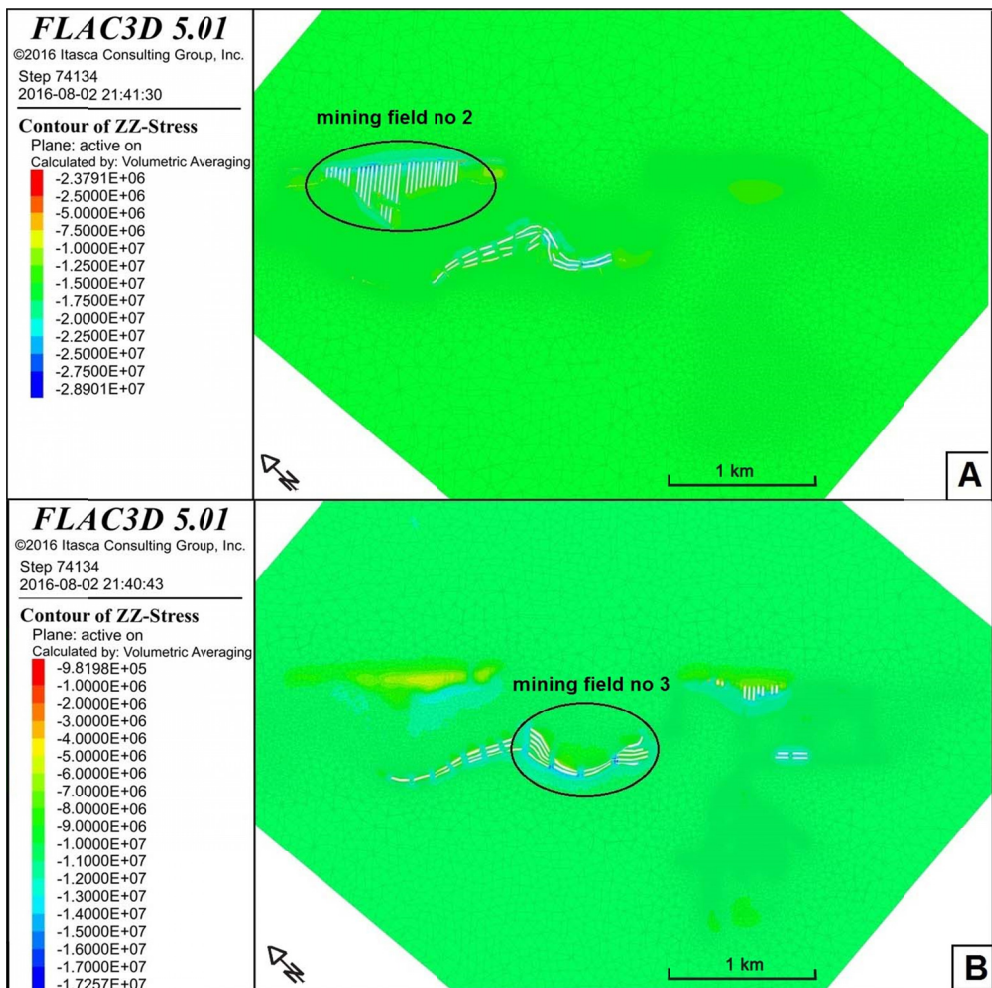 FLAC3D 5.01
©2016 Itasca Consulting Group, Inc.
Step 74134
2016-08-02 21:41:30
Contour of ZZ-Stress
Plane: active on
Calculated by: Volumetric Averaging
-2.3791E+06
-2.5000E+06
-5.0000E+06
-7.5000E+06
-1.0000E+07
-1.2500E+07
-1.5000E+07
-1.7500E+07
-2.0000E+07
-2.2500E+07
-2.5000E+07
-2.7500E+07
-2.8901E+07
mining field no 2
N
1 km
A
FLAC3D 5.01
©2016 Itasca Consulting Group, Inc.
Step 74134
2016-08-02 21:40:43
Contour of ZZ-Stress
Plane: active on
Calculated by: Volumetric Averaging
-9.8198E+05
-1.0000E+06
-2.0000E+06
-3.0000E+06
-4.0000E+06
-5.0000E+06
-6.0000E+06
-7.0000E+06
-8.0000E+06
-9.0000E+06
-1.0000E+07
-1.1000E+07
-1.2000E+07
-1.3000E+07
-1.4000E+07
-1.5000E+07
-1.6000E+07
-1.7000E+07
-1.7257E+07
mining field no 3
N
1 km
B